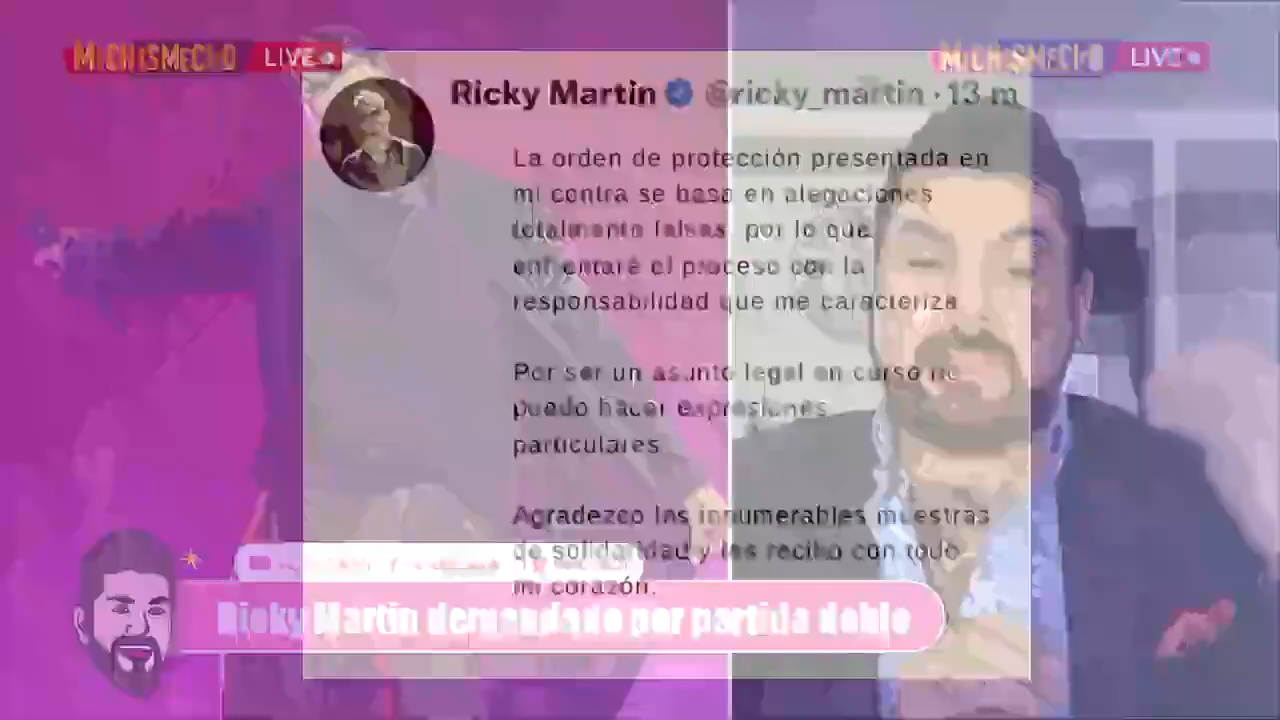 MICHISMECHO LIVE
MICHISMECHO LIVE
Ricky Martin @ricky_martin · 13 m
La orden de protección presentada en
mi contra se basa en alegaciones
totalmente falsas, por lo que
enfrentaré el proceso con la
responsabilidad que me caracteriza
Por ser un asunto legal en curso no
puedo hacer expresiones
particulares
Agradezco las innumerables muestras
de solidaridad y las recibo con todo
mi corazón.
Ricky Martin demandado por partida doble